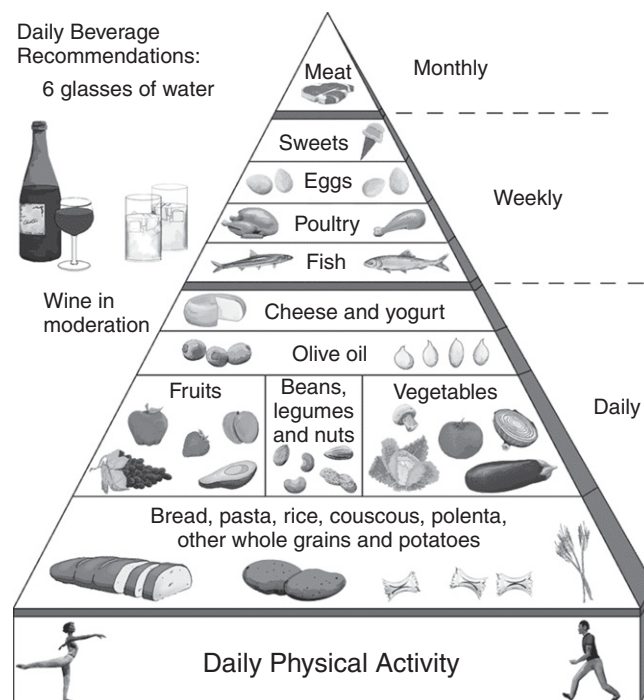 Daily Beverage
Recommendations:
6 glasses of water
Wine in
moderation
Meat
Monthly
Sweets
Eggs
Poultry
Fish
Weekly
Cheese and yogurt
Olive oil
Fruits
Beans,
legumes
and nuts
Vegetables
Daily
Bread, pasta, rice, couscous, polenta,
other whole grains and potatoes
Daily Physical Activity